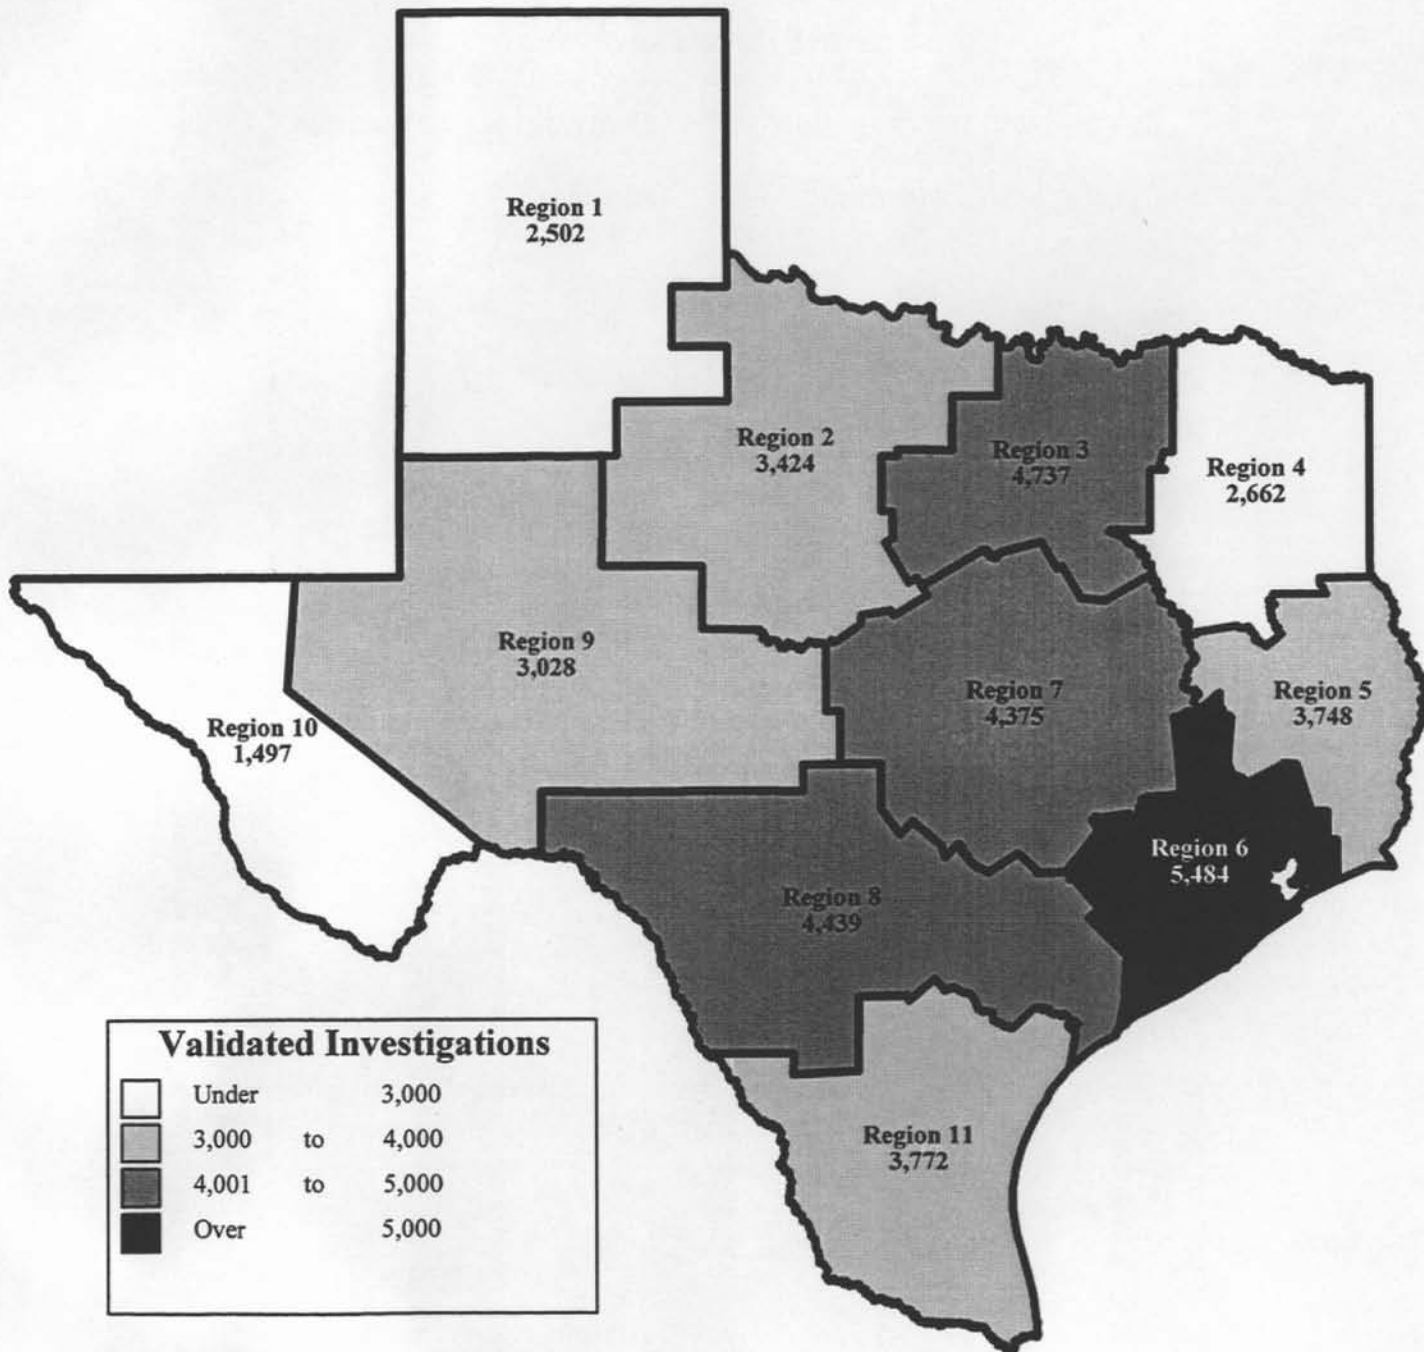 Region 1
2,502
Region 2
3,424
Region 3
4,737
Region 4
2,662
Region 9
3,028
Region 7
4,375
Region 5
3,748
Region 10
1,497
Region 6
5,484
Region 8
4,439
Region 11
3,772
Validated Investigations
Under 3,000
3,000 to 4,000
4,001 to 5,000
Over 5,000